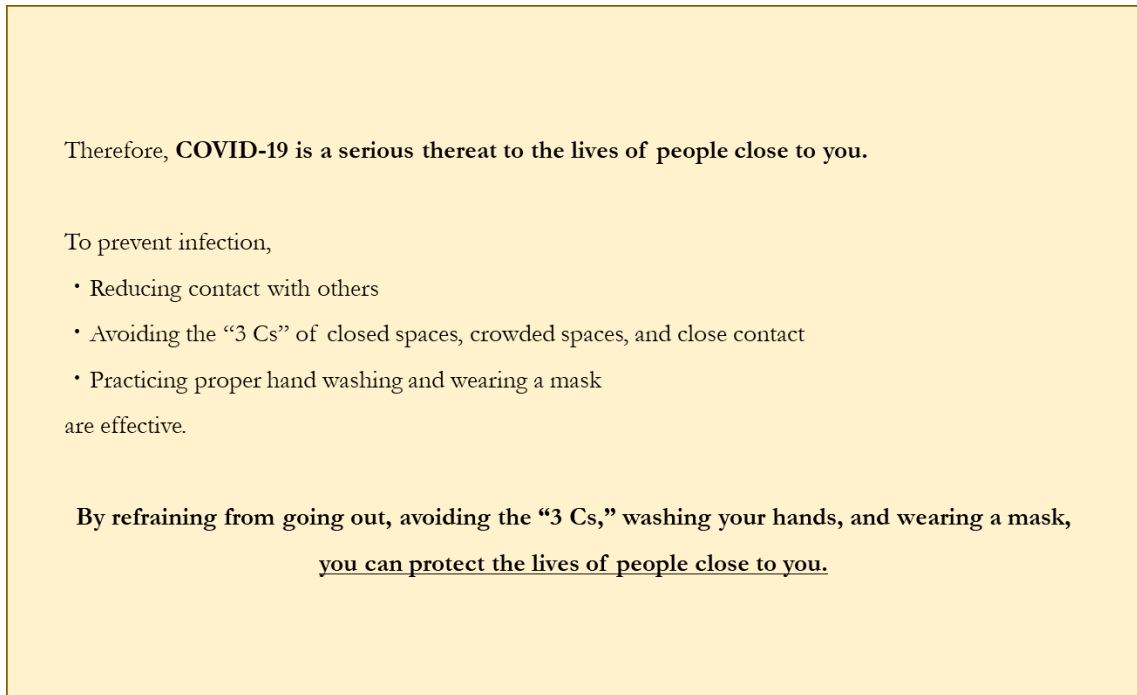 Therefore, COVID-19 is a serious thereat to the lives of people close to you.
To prevent infection,
・Reducing contact with others
・Avoiding the “3 Cs” of closed spaces, crowded spaces, and close contact
・Practicing proper hand washing and wearing a mask
are effective.
By refraining from going out, avoiding the “3 Cs,” washing your hands, and wearing a mask,
you can protect the lives of people close to you.